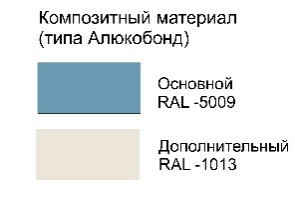 Композитный материал
(типа Алюкобонд)
Основной
RAL -5009
Дополнительный
RAL -1013